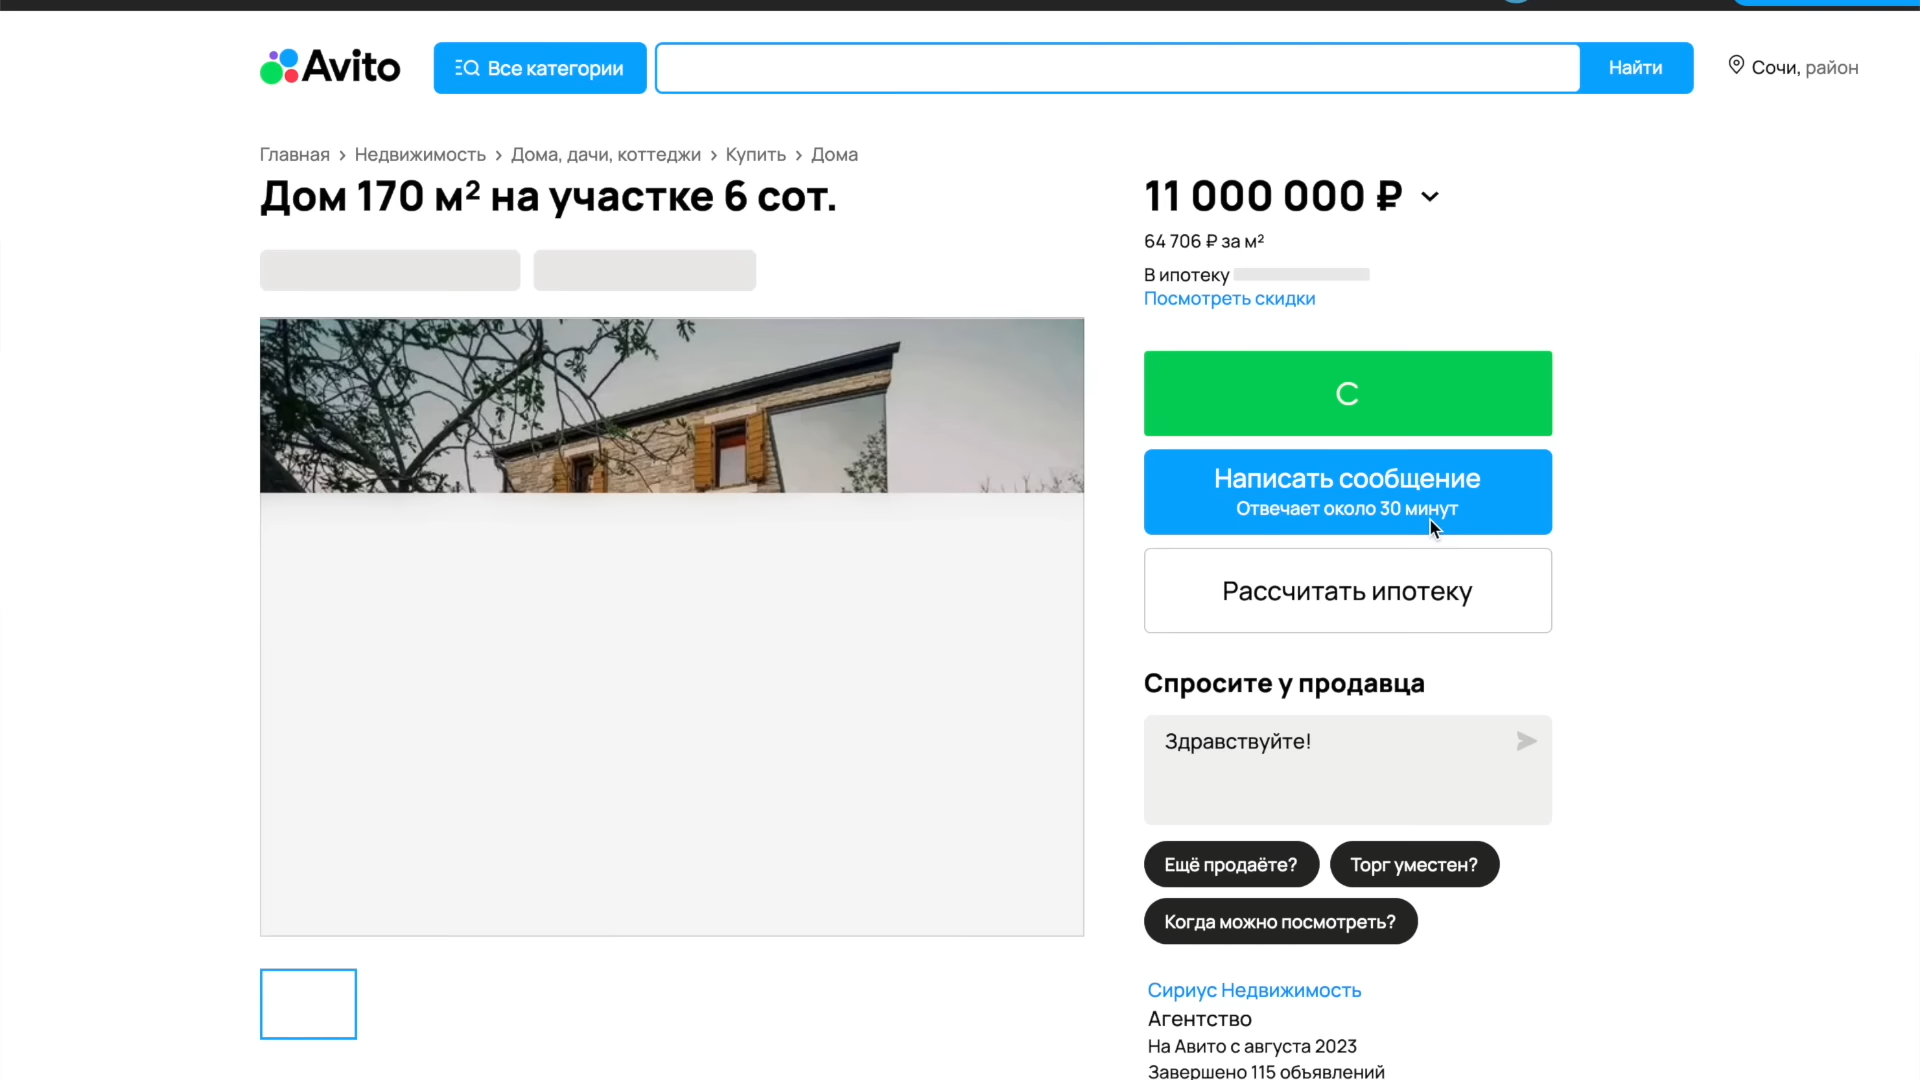 Avito
Все категории
Найти
Сочи, район
Главная › Недвижимость › Дома, дачи, коттеджи › Купить › Дома
Дом 170 м² на участке 6 сот.
11 000 000 ₽
64 706 ₽ за м²
В ипотеку
Посмотреть скидки
Написать сообщение
Отвечает около 30 минут
Рассчитать ипотеку
Спросите у продавца
Здравствуйте!
Ещё продаёте?
Торг уместен?
Когда можно посмотреть?
Сириус Недвижимость
Агентство
На Авито с августа 2023
Завершено 115 объявлений